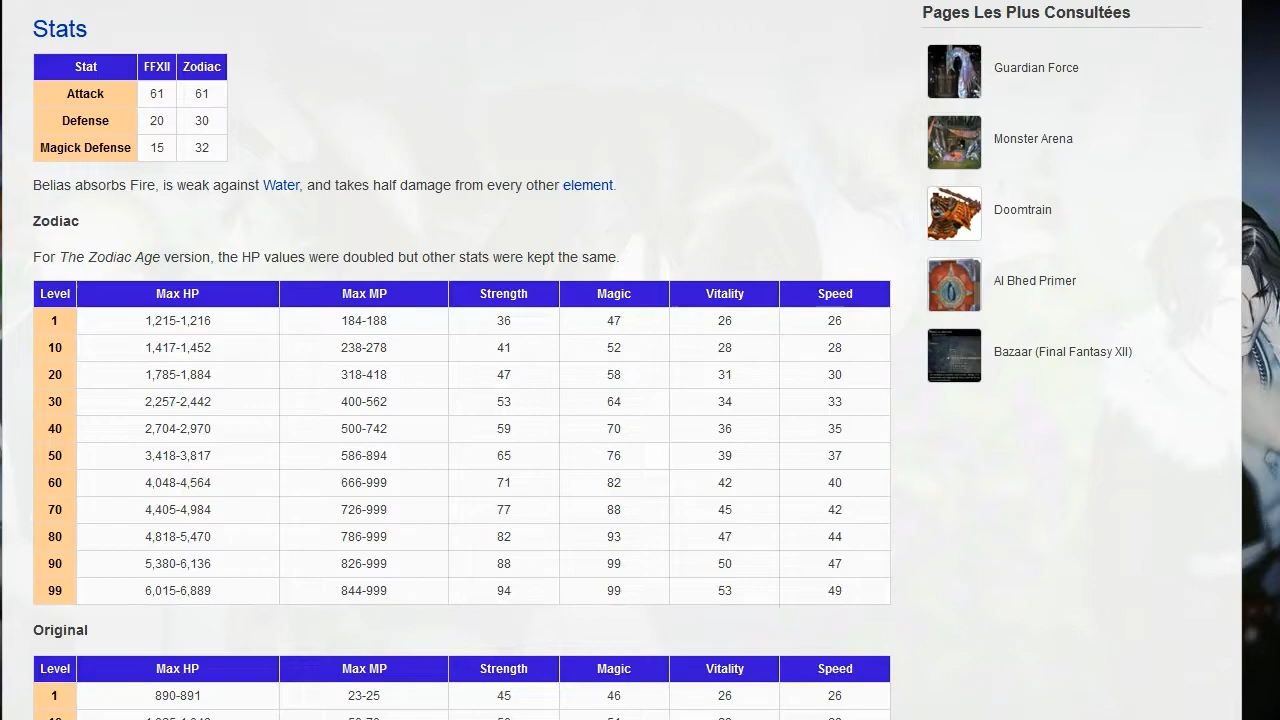 Stats
Stat FFXII Zodiac
Attack 61 61
Defense 20 30
Magick Defense 15 32
Belias absorbs Fire, is weak against Water, and takes half damage from every other element.
Zodiac
For The Zodiac Age version, the HP values were doubled but other stats were kept the same.
Level Max HP Max MP Strength Magic Vitality Speed
1 1,215-1,216 184-188 36 47 26 26
10 1,417-1,452 238-278 41 52 28 28
20 1,785-1,884 318-418 47 58 31 30
30 2,257-2,442 400-562 53 64 34 33
40 2,704-2,970 500-742 59 70 36 35
50 3,418-3,817 586-894 65 76 39 37
60 4,048-4,564 666-999 71 82 42 40
70 4,405-4,984 726-999 77 88 45 42
80 4,818-5,470 786-999 82 93 47 44
90 5,380-6,136 826-999 88 99 50 47
99 6,015-6,889 844-999 94 99 53 49
Original
Level Max HP Max MP Strength Magic Vitality Speed
1 890-891 23-25 45 46 26 26
Pages Les Plus Consultées
Guardian Force
Monster Arena
Doomtrain
Al Bhed Primer
Bazaar (Final Fantasy XII)